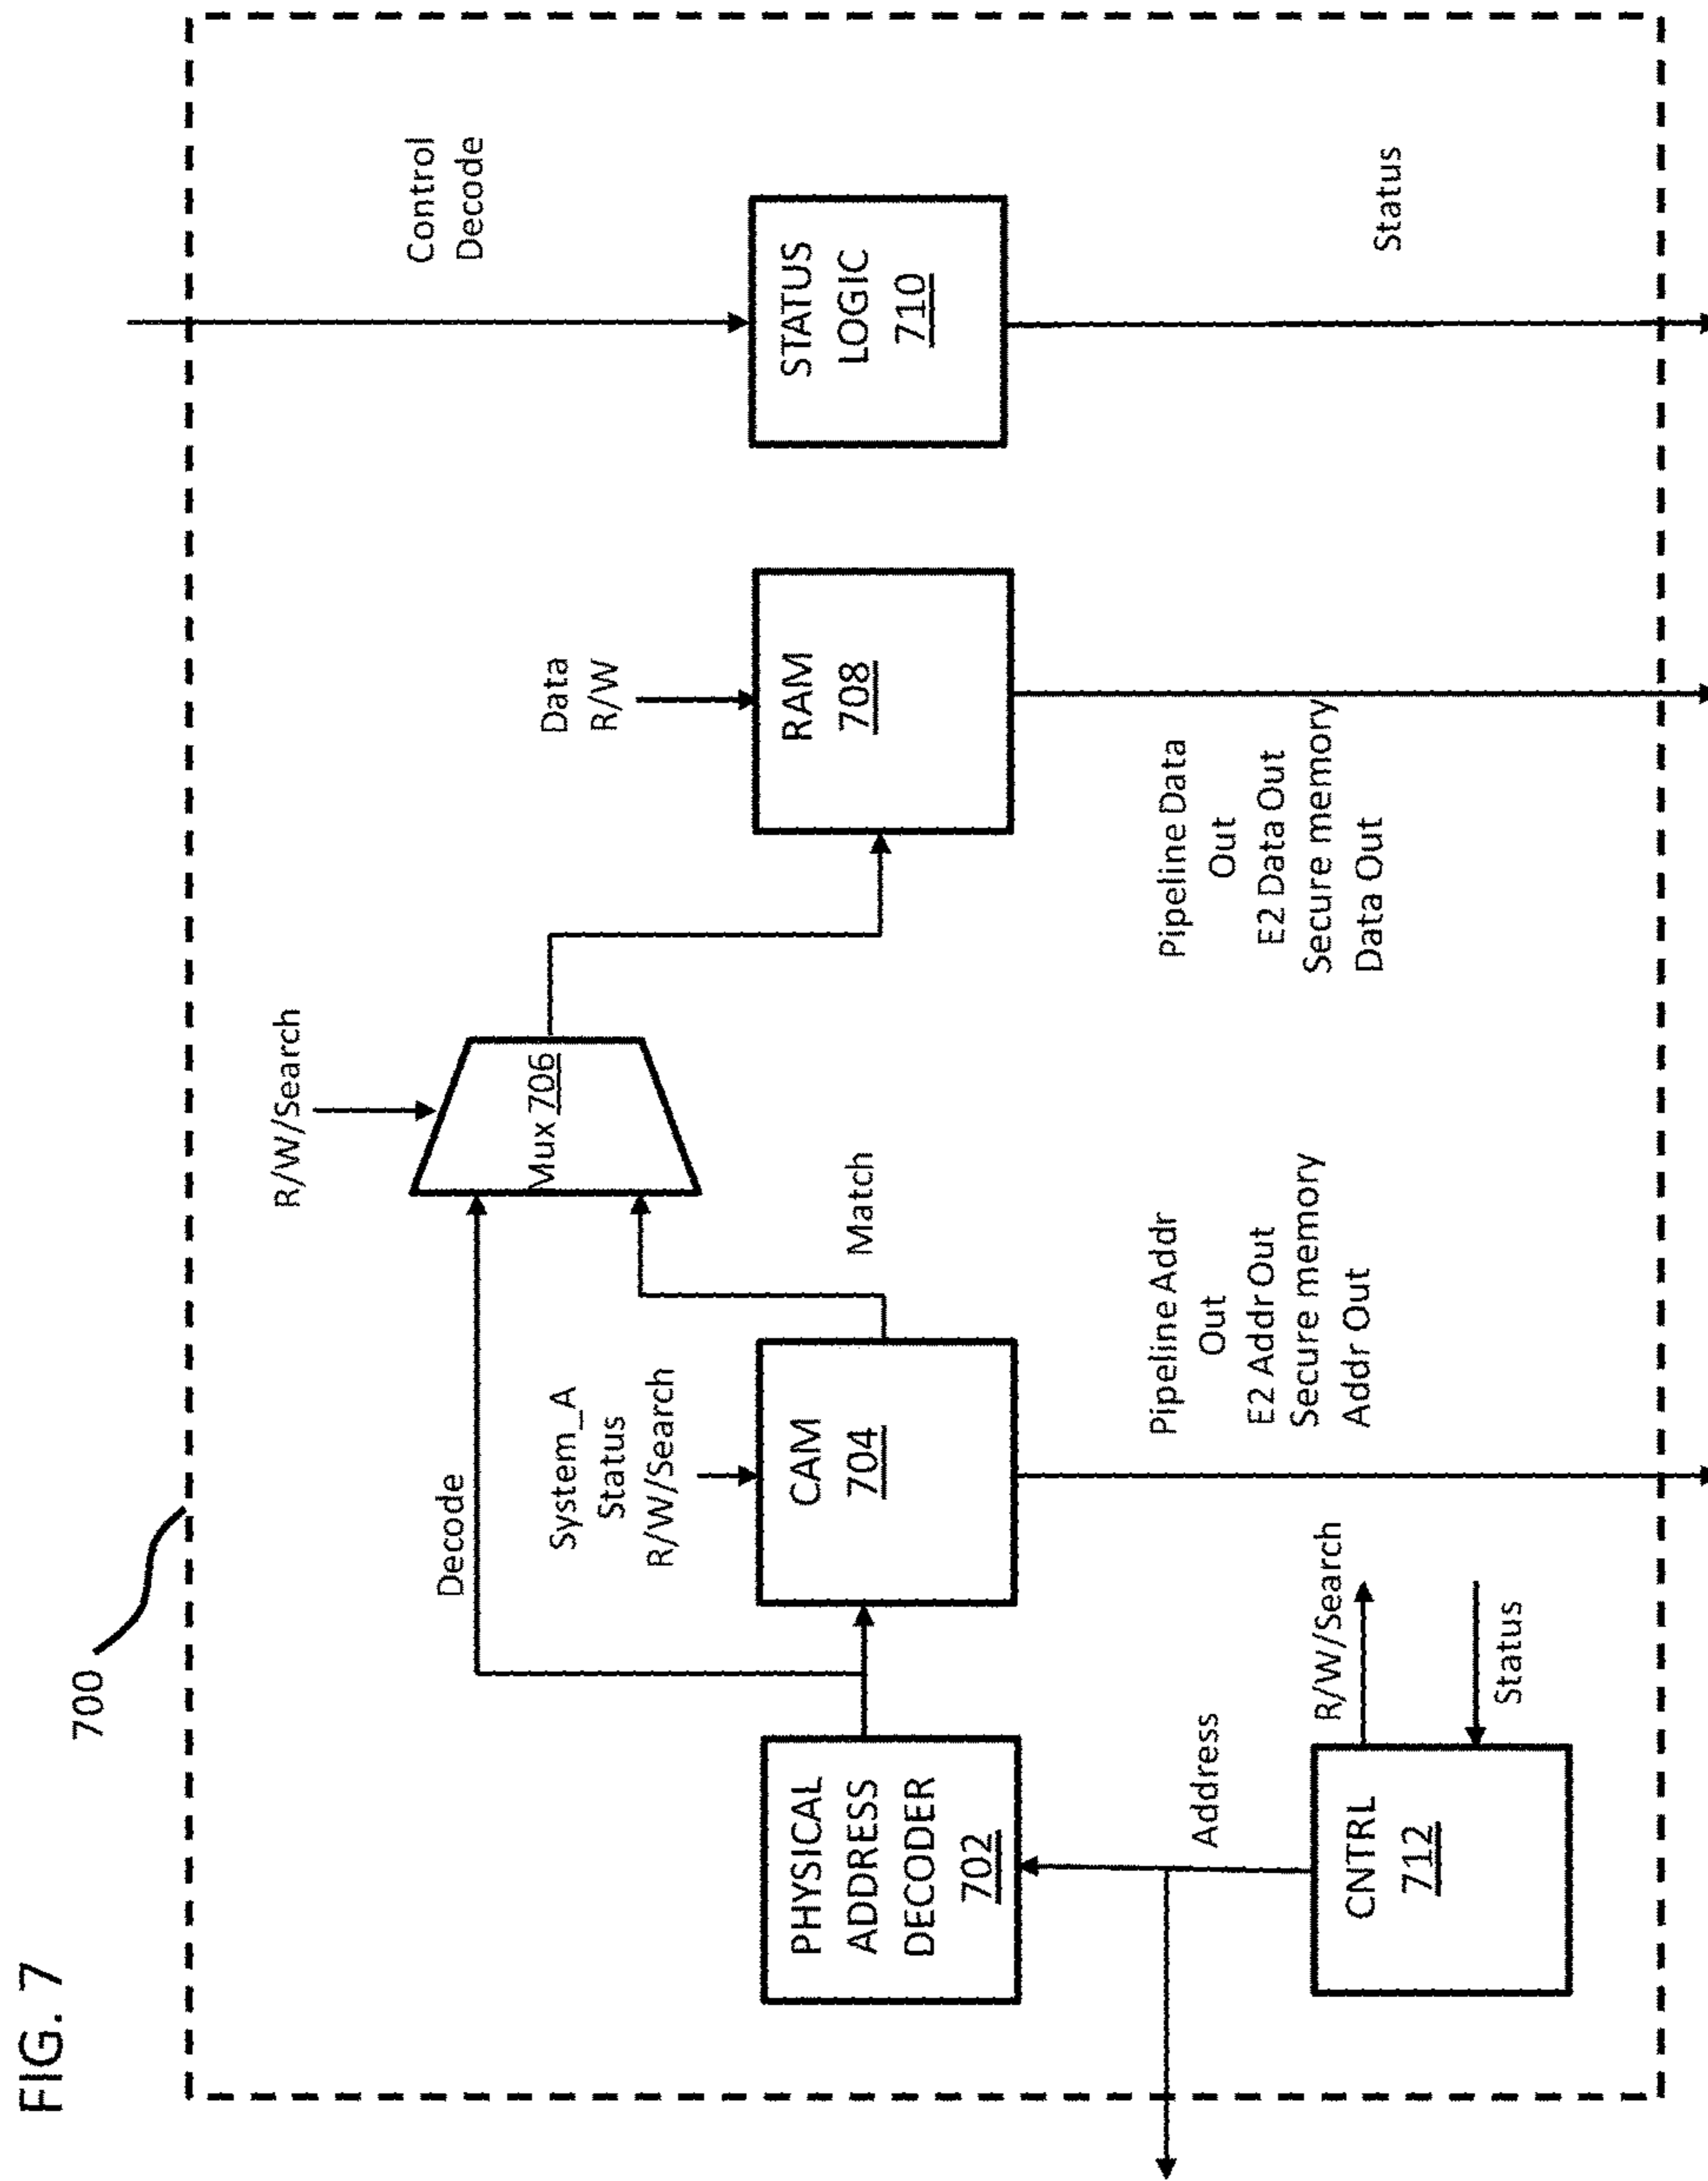 FIG. 7
700
R/W/Search
Control
Decode
Decode
Mux 706
Data
R/W
System_A
Status
R/W/Search
Match
PHYSICAL
ADDRESS
DECODER
702
CAM
704
RAM
708
STATUS
LOGIC
710
Address
Pipeline Addr
Out
E2 Addr Out
Secure memory
Addr Out
Pipeline Data
Out
E2 Data Out
Secure memory
Data Out
Status
CNTRL
712
R/W/Search
Status